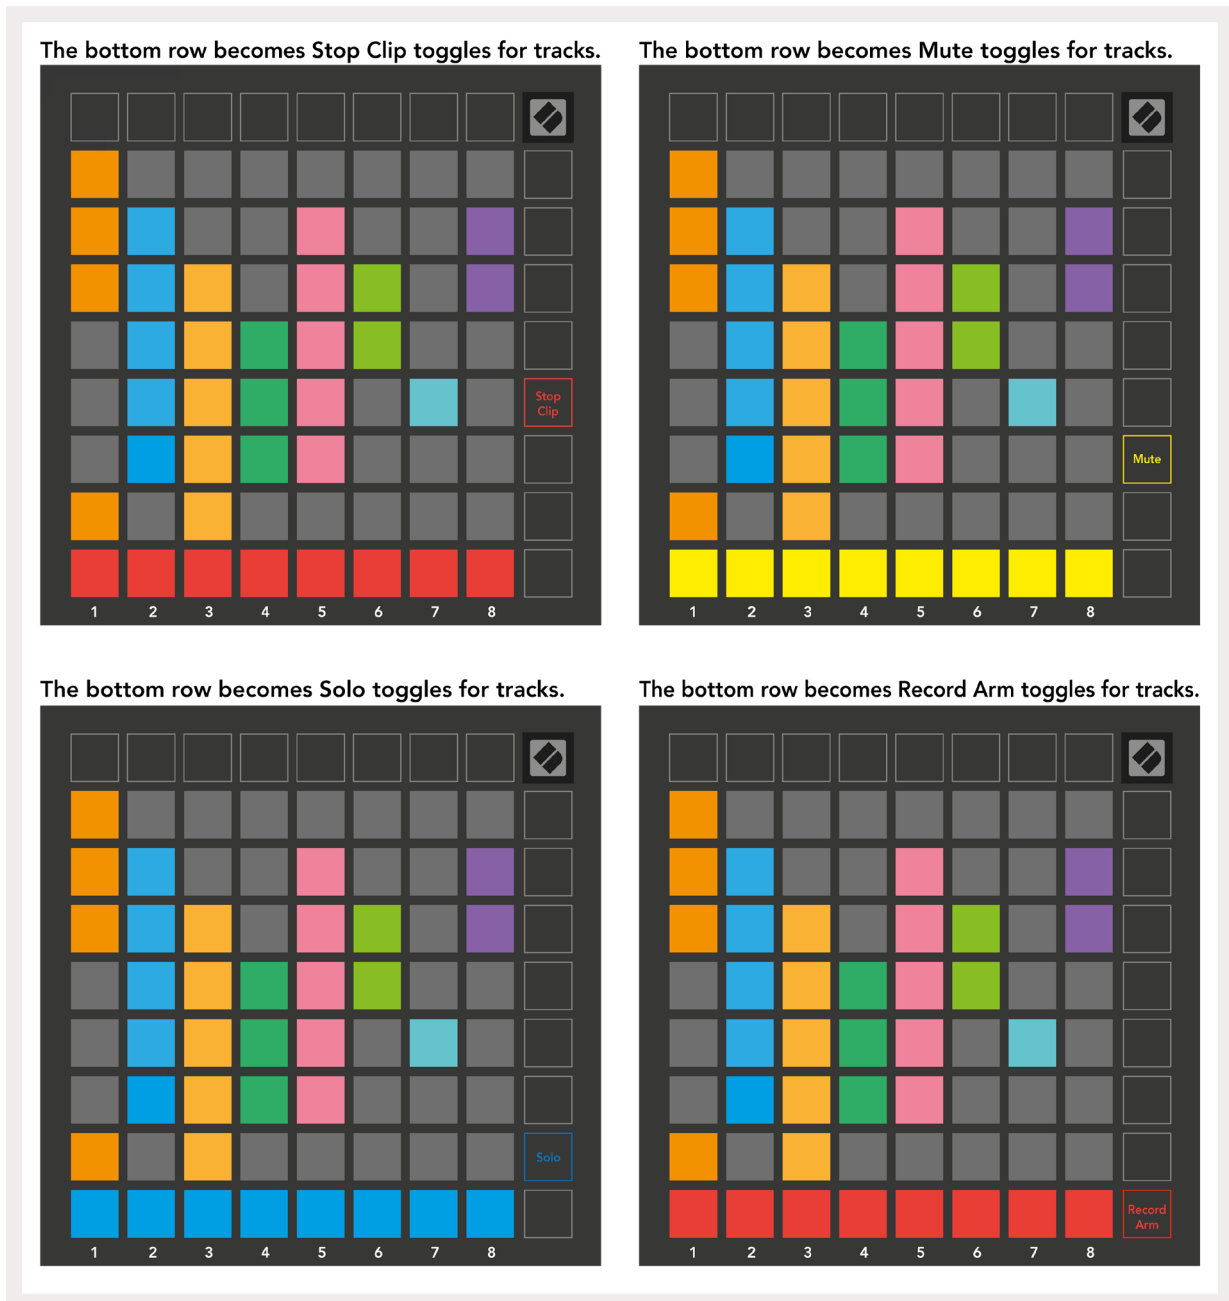 The bottom row becomes Stop Clip toggles for tracks.
Stop
Clip
1 2 3 4 5 6 7 8
The bottom row becomes Mute toggles for tracks.
Mute
1 2 3 4 5 6 7 8
The bottom row becomes Solo toggles for tracks.
Solo
1 2 3 4 5 6 7 8
The bottom row becomes Record Arm toggles for tracks.
Record
Arm
1 2 3 4 5 6 7 8